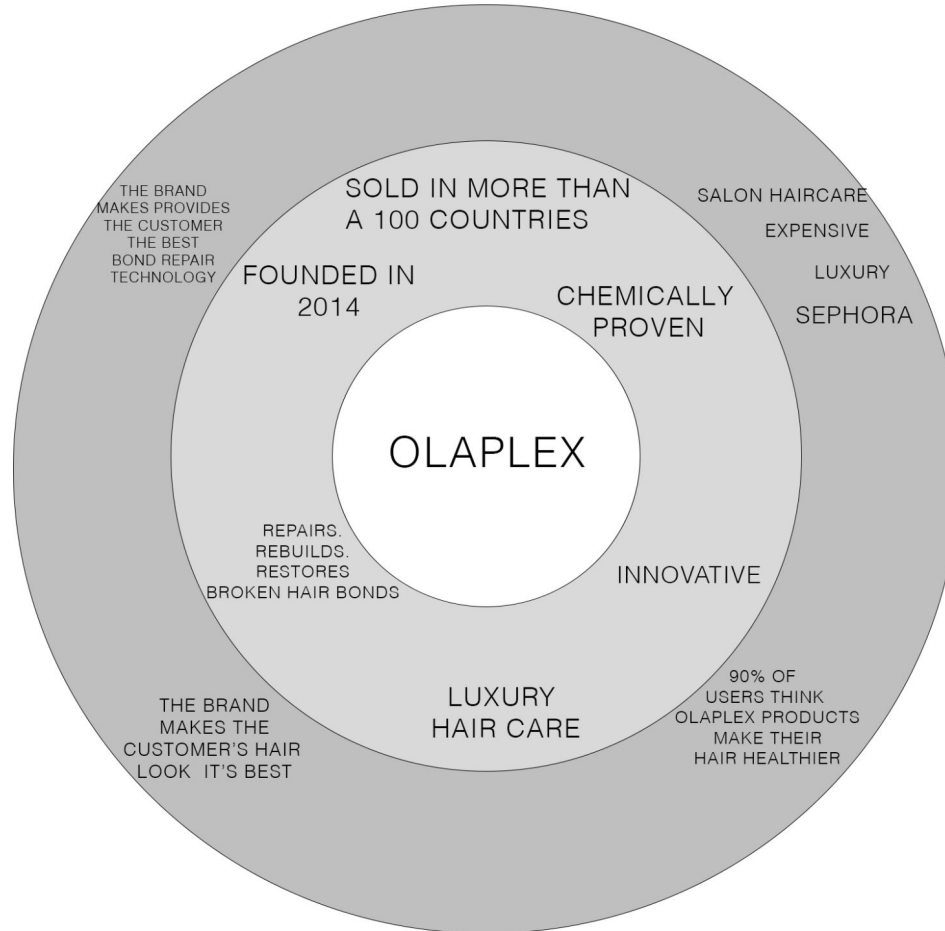 THE BRAND
MAKES PROVIDES
THE CUSTOMER
THE BEST
BOND REPAIR
TECHNOLOGY
SOLD IN MORE THAN
A 100 COUNTRIES
SALON HAIRCARE
EXPENSIVE
LUXURY
SEPHORA
FOUNDED IN
2014
CHEMICALLY
PROVEN
OLAPLEX
REPAIRS.
REBUILDS.
RESTORES
BROKEN HAIR BONDS
INNOVATIVE
THE BRAND
MAKES THE
CUSTOMER'S HAIR
LOOK IT'S BEST
LUXURY
HAIR CARE
90% OF
USERS THINK
OLAPLEX PRODUCTS
MAKE THEIR
HAIR HEALTHIER